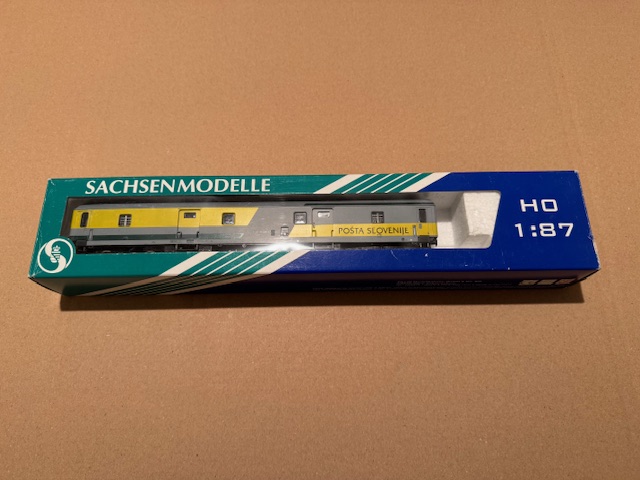 SACHSENMODELLE
HO
1:87
POŠTA SLOVENIJE